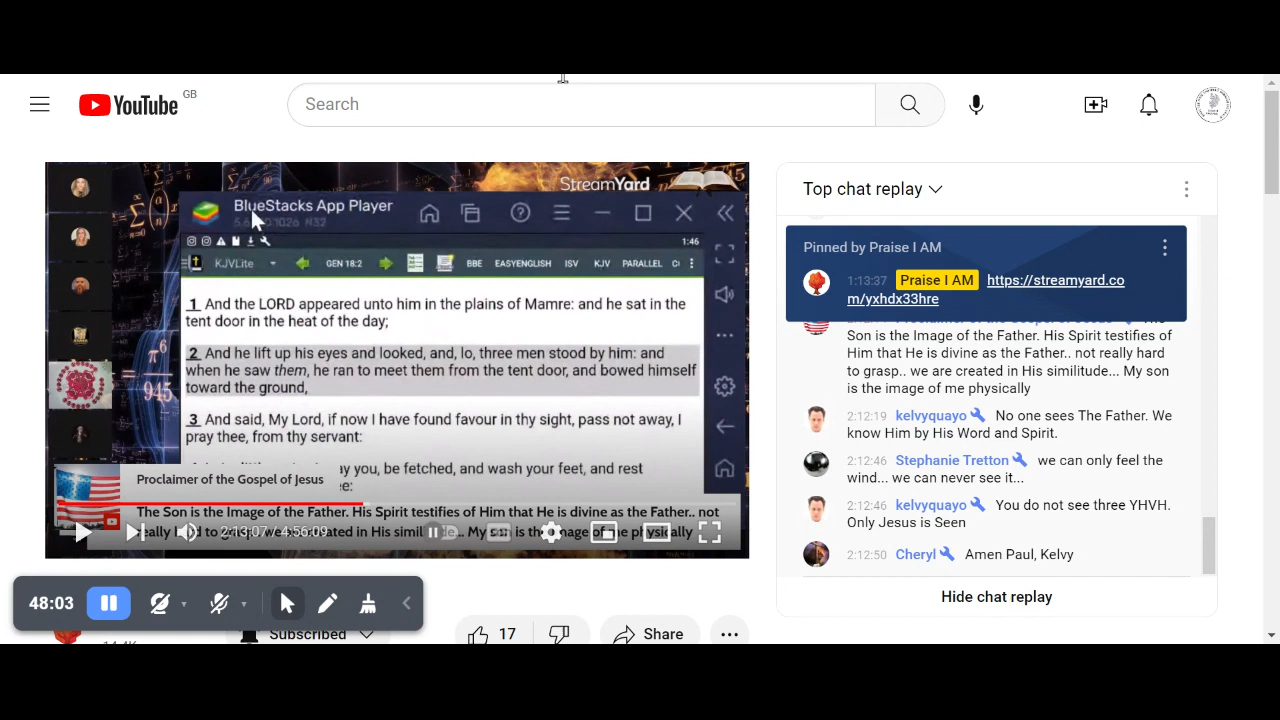 YouTube GB
Search
StreamYard
BlueStacks App Player
1:46
KJVLite GEN 18:2 BBE EASYENGLISH ISV KJV PARALLEL
1 And the LORD appeared unto him in the plains of Mamre: and he sat in the
tent door in the heat of the day;
2 And he lift up his eyes and looked, and, lo, three men stood by him: and
when he saw them, he ran to meet them from the tent door, and bowed himself
toward the ground,
3 And said, My Lord, if now I have found favour in thy sight, pass not away, I
pray thee, from thy servant:
ay you, be fetched, and wash your feet, and rest
ee:
π6
945
Proclaimer of the Gospel of Jesus
The Son is the Image of the Father. His Spirit testifies of Him that He is divine as the Father.. not
created in His My son is the physically
2:13:07 / 4:56:09
Top chat replay
Pinned by Praise I AM
1:13:37 Praise I AM https://streamyard.co
m/yxhdx33hre
Son is the Image of the Father. His Spirit testifies of
Him that He is divine as the Father.. not really hard
to grasp.. we are created in His similitude... My son
is the image of me physically
2:12:19 kelvyquayo No one sees The Father. We
know Him by His Word and Spirit.
2:12:46 Stephanie Tretton we can only feel the
wind... we can never see it...
2:12:46 kelvyquayo You do not see three YHVH.
Only Jesus is Seen
2:12:50 Cheryl Amen Paul, Kelvy
Hide chat replay
48:03
Subscribed
17
Share